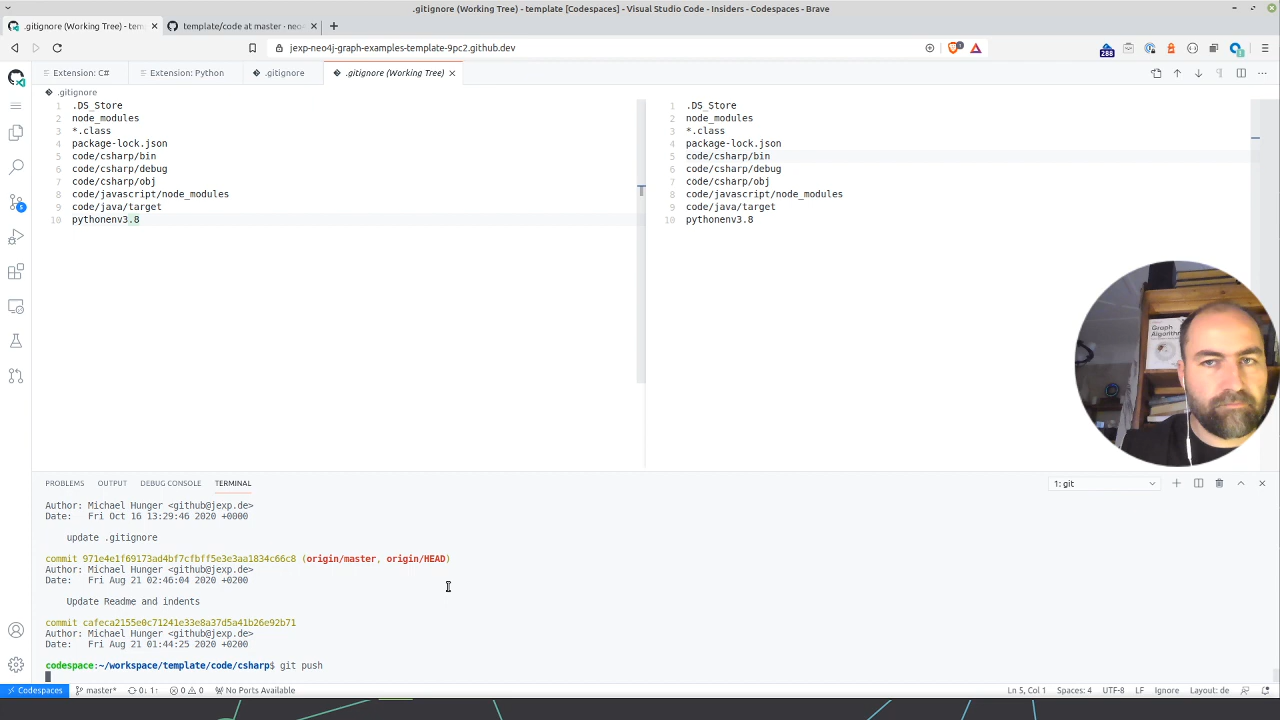 .gitignore (Working Tree) - template [Codespaces] - Visual Studio Code - Insiders - Codespaces - Brave
.gitignore (Working Tree) - tem
template/code at master · neo
jexp-neo4j-graph-examples-template-9pc2.github.dev
1
288
Extension: C#
Extension: Python
.gitignore
.gitignore (Working Tree)
.gitignore
1 .DS_Store
2 node_modules
3 *.class
4 package-lock.json
5 code/csharp/bin
6 code/csharp/debug
7 code/csharp/obj
8 code/javascript/node_modules
9 code/java/target
10 pythonenv3.8
1 .DS_Store
2 node_modules
3 *.class
4 package-lock.json
5 code/csharp/bin
6 code/csharp/debug
7 code/csharp/obj
8 code/javascript/node_modules
9 code/java/target
10 pythonenv3.8
5
Graph
Algorithms
PROBLEMS OUTPUT DEBUG CONSOLE TERMINAL
1: git
Author: Michael Hunger <github@jexp.de>
Date: Fri Oct 16 13:29:46 2020 +0000
update .gitignore
commit 971e4e1f69173ad4bf7cfbff5e3e3aa1834c66c8 (origin/master, origin/HEAD)
Author: Michael Hunger <github@jexp.de>
Date: Fri Aug 21 02:46:04 2020 +0200
Update Readme and indents
commit cafeca2155e0c71241e33e8a37d5a41b26e92b71
Author: Michael Hunger <github@jexp.de>
Date: Fri Aug 21 01:44:25 2020 +0200
codespace:~/workspace/template/code/csharp$ git push
Codespaces
master*
0↓ 1↑
0 0
No Ports Available
Ln 5, Col 1
Spaces: 4
UTF-8
LF
Ignore
Layout: de